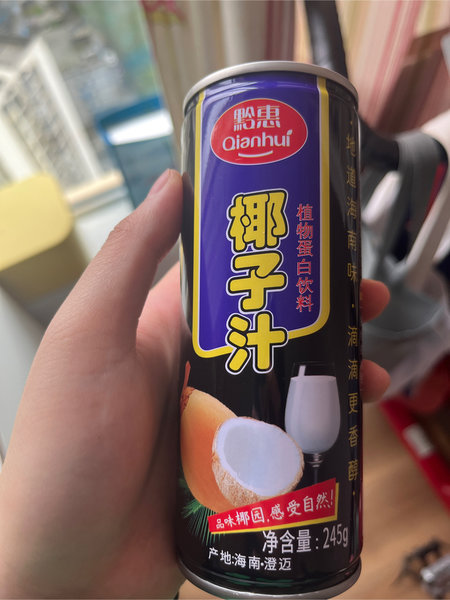 黔惠
Qianhui
椰子汁
植物蛋白饮料
地道海南味·滴滴更香醇·
品味椰园,感受自然!
净含量:245g
产地:海南·澄迈